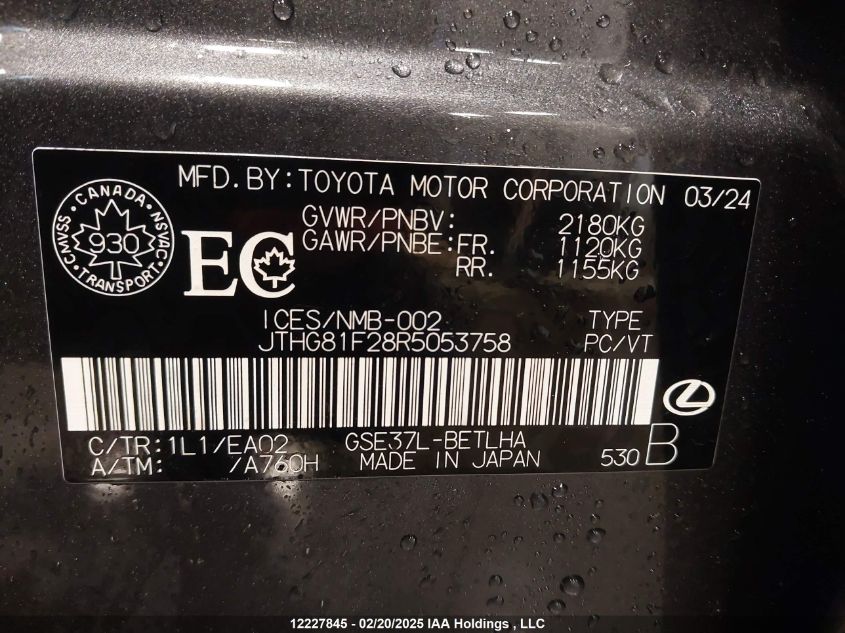 MFD.BY:TOYOTA MOTOR CORPORATION 03/24
CANADA
CMVSS NSVAC
930
TRANSPORT
EC
GVWR/PNBV: 2180KG
GAWR/PNBE:FR. 1120KG
RR. 1155KG
ICES/NMB-002 TYPE
JTHG81F28R5053758 PC/VT
C/TR:1L1/EA02 GSE37L-BETLHA
A/TM: /A760H MADE IN JAPAN 530 B
12227845 - 02/20/2025 IAA Holdings , LLC